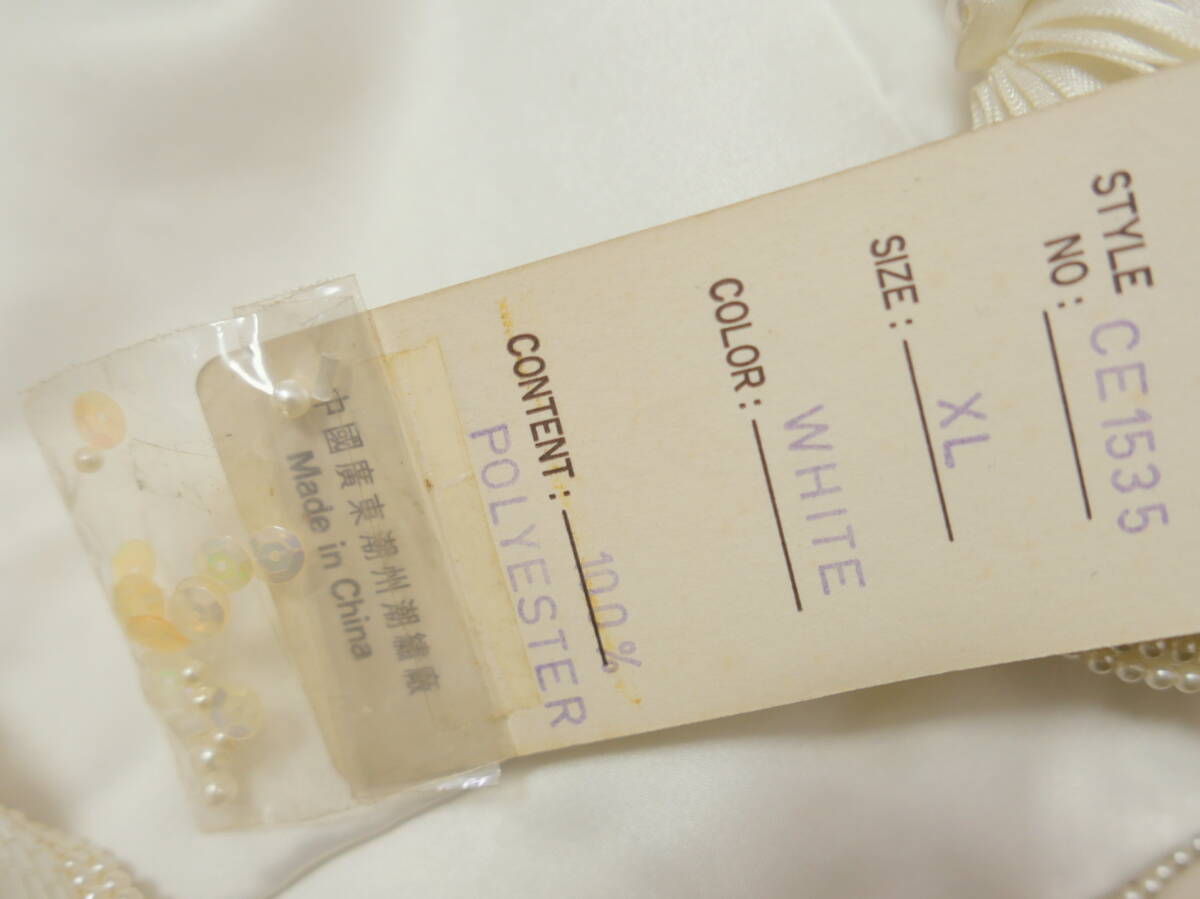 STYLE
NO: CE1535
SIZE: XL
COLOR: WHITE
CONTENT: 100%
POLYESTER
中國廣東潮州潮繡廠
Made in China